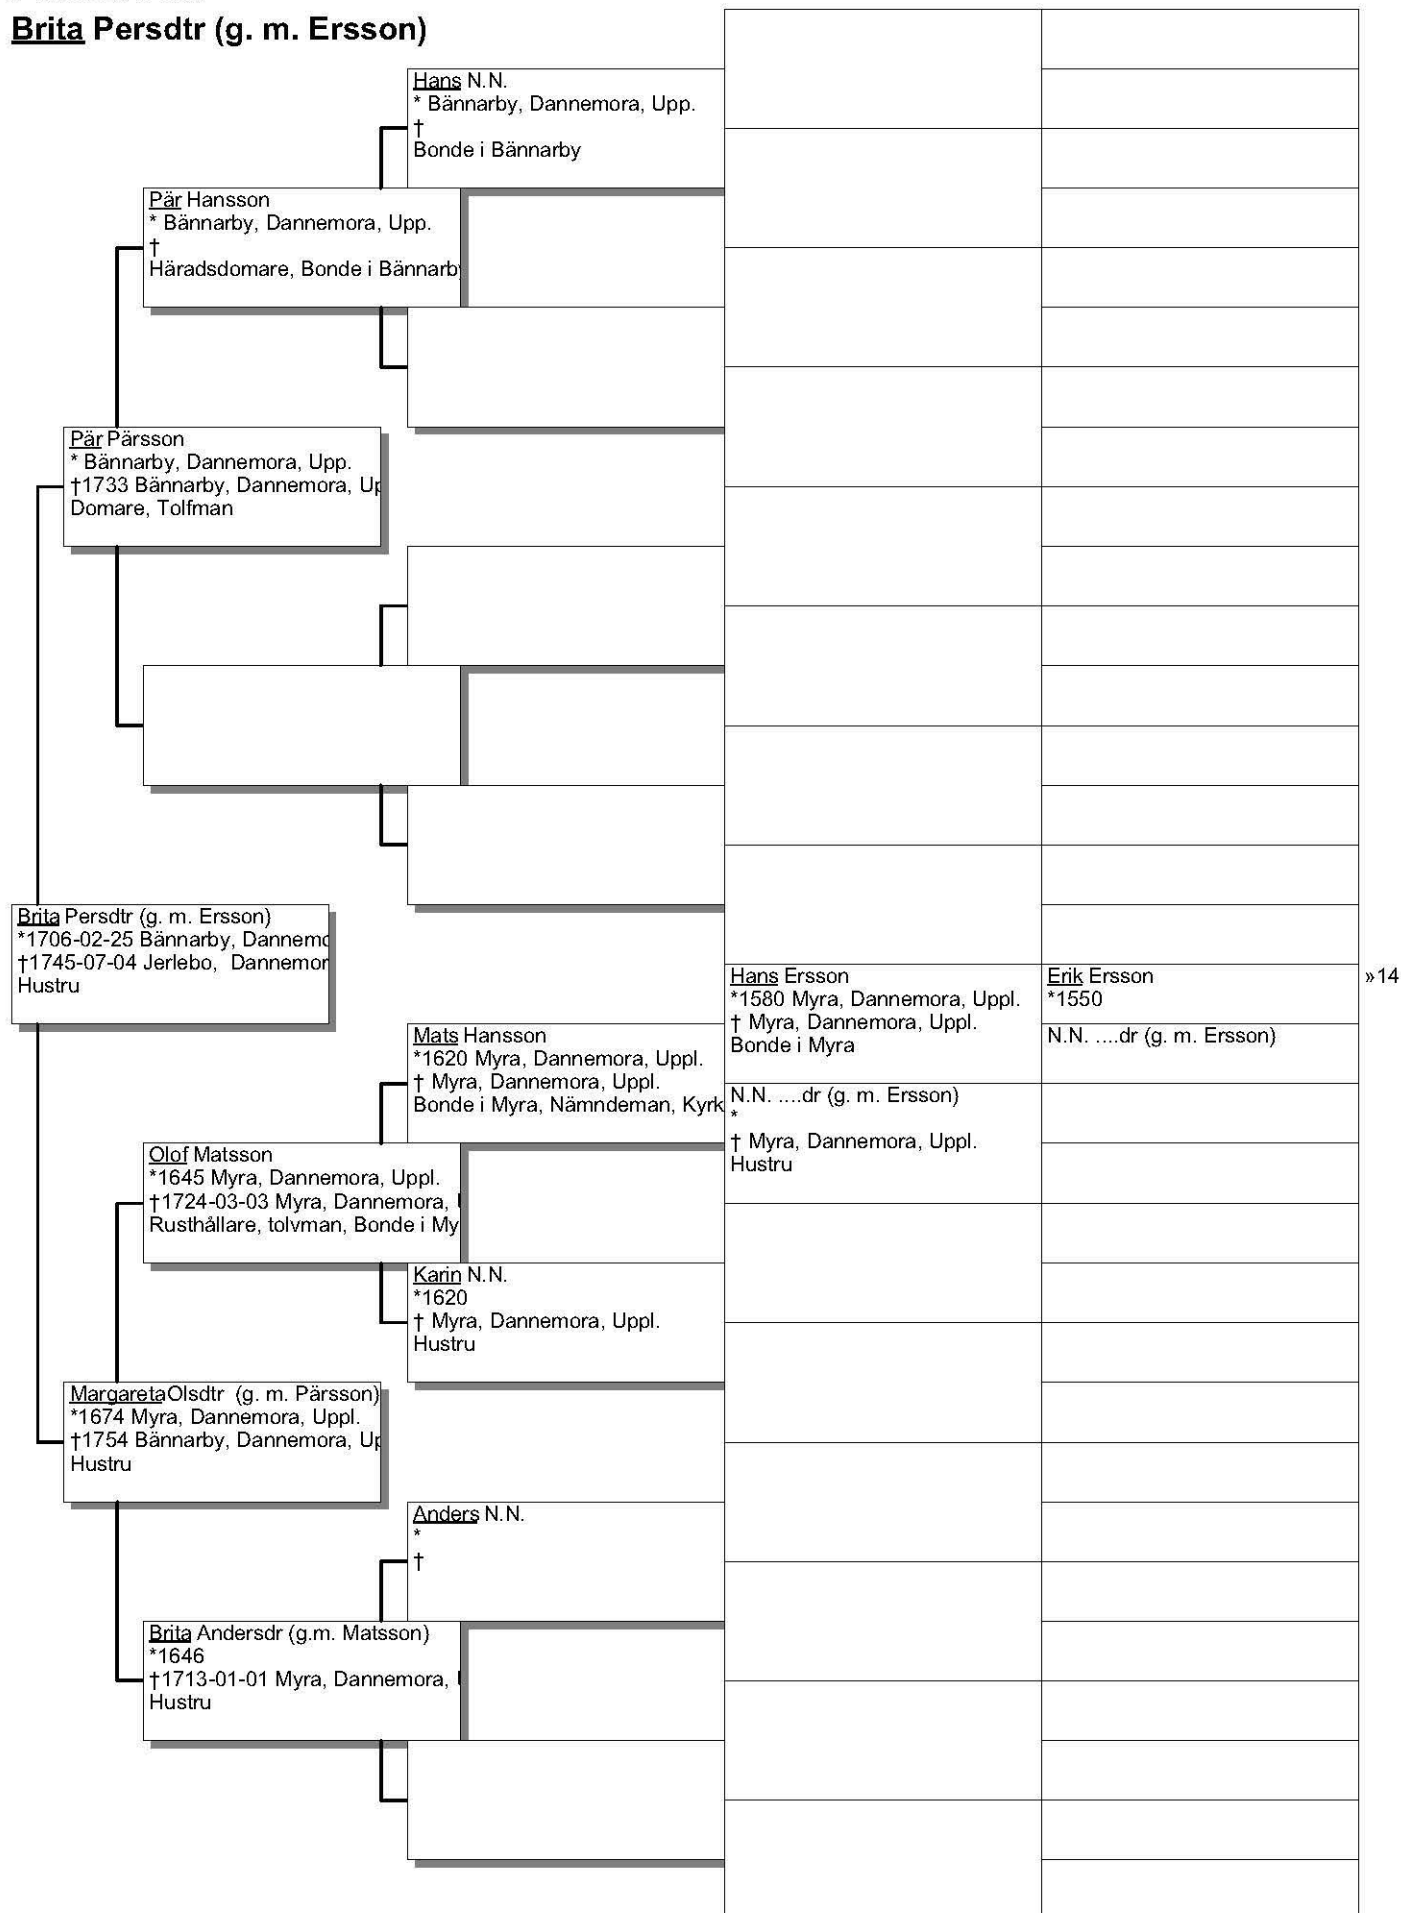 Brita Persdtr (g. m. Ersson)
Hans N.N.
* Bännarby, Dannemora, Upp.
†
Bonde i Bännarby
Pär Hansson
* Bännarby, Dannemora, Upp.
†
Häradsdomare, Bonde i Bännarby
Pär Pärsson
* Bännarby, Dannemora, Upp.
†1733 Bännarby, Dannemora, Up
Domare, Tolfman
Brita Persdtr (g. m. Ersson)
*1706-02-25 Bännarby, Dannemo
†1745-07-04 Jerlebo, Dannemor
Hustru
Hans Ersson
*1580 Myra, Dannemora, Uppl.
† Myra, Dannemora, Uppl.
Bonde i Myra
Erik Ersson
*1550
»14
N.N. ....dr (g. m. Ersson)
Mats Hansson
*1620 Myra, Dannemora, Uppl.
† Myra, Dannemora, Uppl.
Bonde i Myra, Nämndeman, Kyrk
N.N. ....dr (g. m. Ersson)
*
† Myra, Dannemora, Uppl.
Hustru
Olof Matsson
*1645 Myra, Dannemora, Uppl.
†1724-03-03 Myra, Dannemora,
Rusthållare, tolvman, Bonde i My
Karin N.N.
*1620
† Myra, Dannemora, Uppl.
Hustru
Margareta Olsdtr (g. m. Pärsson)
*1674 Myra, Dannemora, Uppl.
†1754 Bännarby, Dannemora, Up
Hustru
Anders N.N.
*
†
Brita Andersdr (g.m. Matsson)
*1646
†1713-01-01 Myra, Dannemora,
Hustru